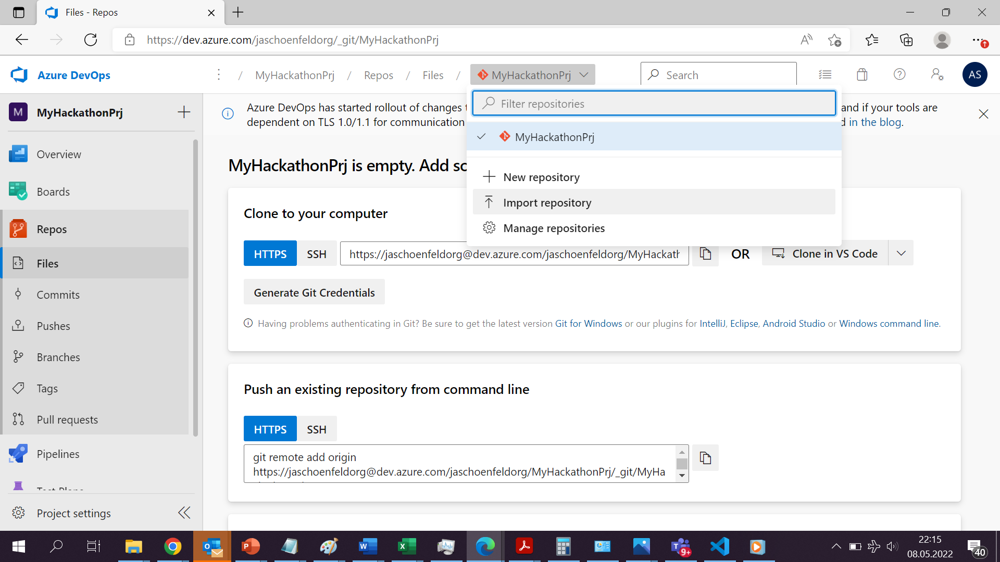 Files - Repos
https://dev.azure.com/jaschoenfeldorg/_git/MyHackathonPrj
Azure DevOps
/ MyHackathonPrj / Repos / Files / MyHackathonPrj
Search
AS
M MyHackathonPrj
Overview
Boards
Repos
Files
Commits
Pushes
Branches
Tags
Pull requests
Pipelines
Test Plans
Project settings
Azure DevOps has started rollout of changes
and if your tools are
dependent on TLS 1.0/1.1 for communication
in the blog.
Filter repositories
MyHackathonPrj
New repository
Import repository
Manage repositories
MyHackathonPrj is empty. Add
Clone to your computer
HTTPS SSH https://jaschoenfeldorg@dev.azure.com/jaschoenfeldorg/MyHackath OR Clone in VS Code
Generate Git Credentials
Having problems authenticating in Git? Be sure to get the latest version Git for Windows or our plugins for IntelliJ, Eclipse, Android Studio or Windows command line.
Push an existing repository from command line
HTTPS SSH
git remote add origin
https://jaschoenfeldorg@dev.azure.com/jaschoenfeldorg/MyHackathonPrj/_git/MyHa
9+
22:15
08.05.2022
40